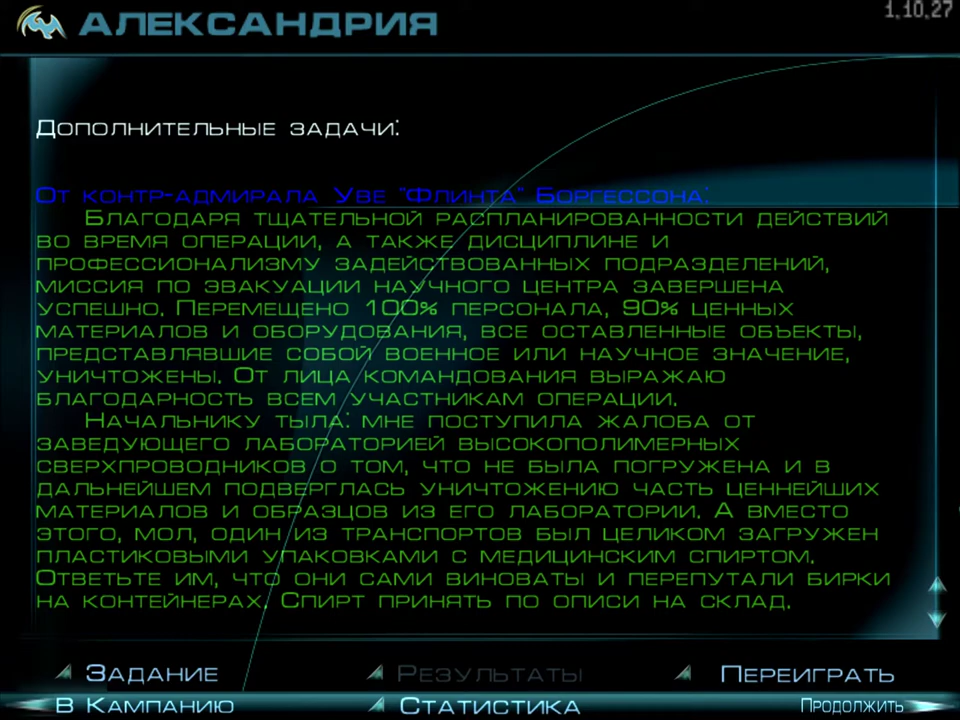 АЛЕКСАНДРИЯ
1.10.27
Дополнительные задачи:
От контр-адмирала Уве "Флинта" Боргессона:
Благодаря тщательной распланированности действий
во время операции, а также дисциплине и
профессионализму задействованных подразделений,
миссия по эвакуации научного центра завершена
успешно. Перемещено 100% персонала, 90% ценных
материалов и оборудования, все оставленные объекты,
представлявшие собой военное или научное значение,
уничтожены. От лица командования выражаю
благодарность всем участникам операции.
Начальнику тыла: мне поступила жалоба от
заведующего лабораторией высокополимерных
сверхпроводников о том, что не была погружена и в
дальнейшем подверглась уничтожению часть ценнейших
материалов и образцов из его лаборатории. А вместо
этого, мол, один из транспортов был целиком загружен
пластиковыми упаковками с медицинским спиртом.
Ответьте им, что они сами виноваты и перепутали бирки
на контейнерах. Спирт принять по описи на склад.
Задание
Результаты
Переиграть
В Кампанию
Статистика
Продолжить